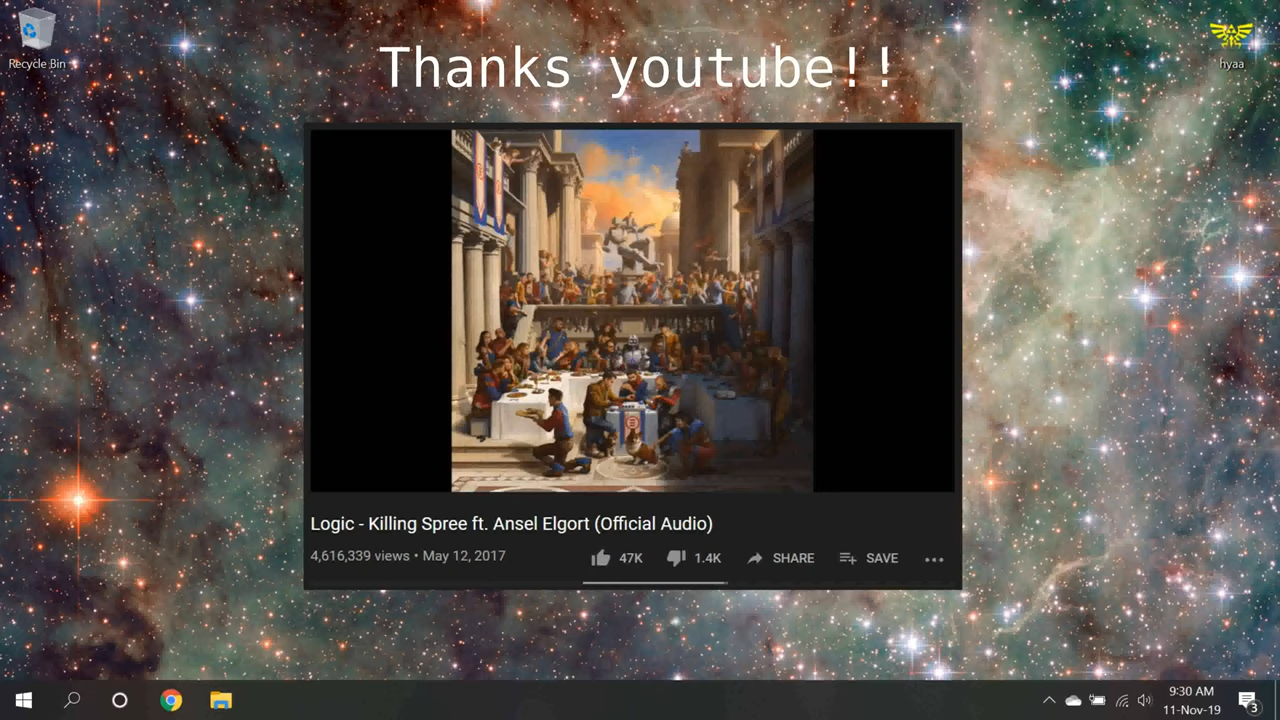 Recycle Bin
hyaa
Thanks youtube!!
Logic - Killing Spree ft. Ansel Elgort (Official Audio)
4,616,339 views • May 12, 2017
47K
1.4K
SHARE
SAVE
9:30 AM
11-Nov-19
3